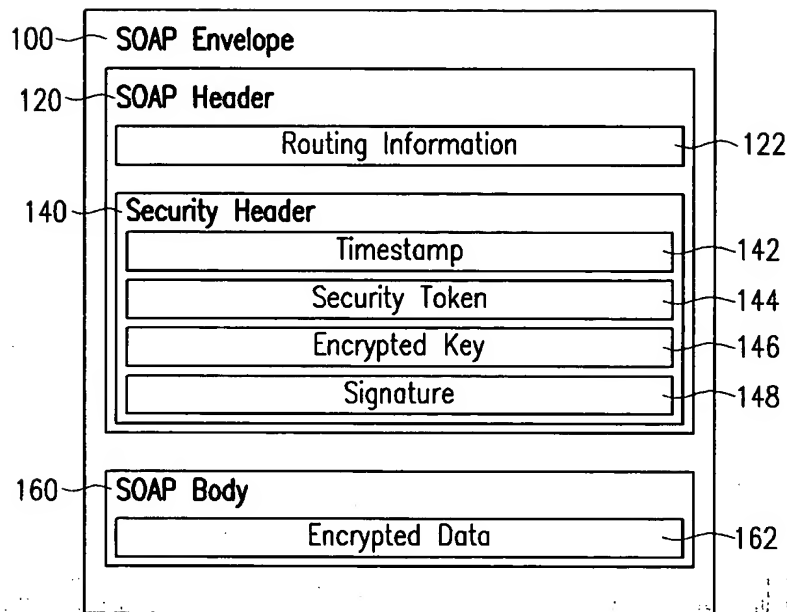 100 SOAP Envelope
120 SOAP Header
Routing Information 122
140 Security Header
Timestamp 142
Security Token 144
Encrypted Key 146
Signature 148
160 SOAP Body
Encrypted Data 162